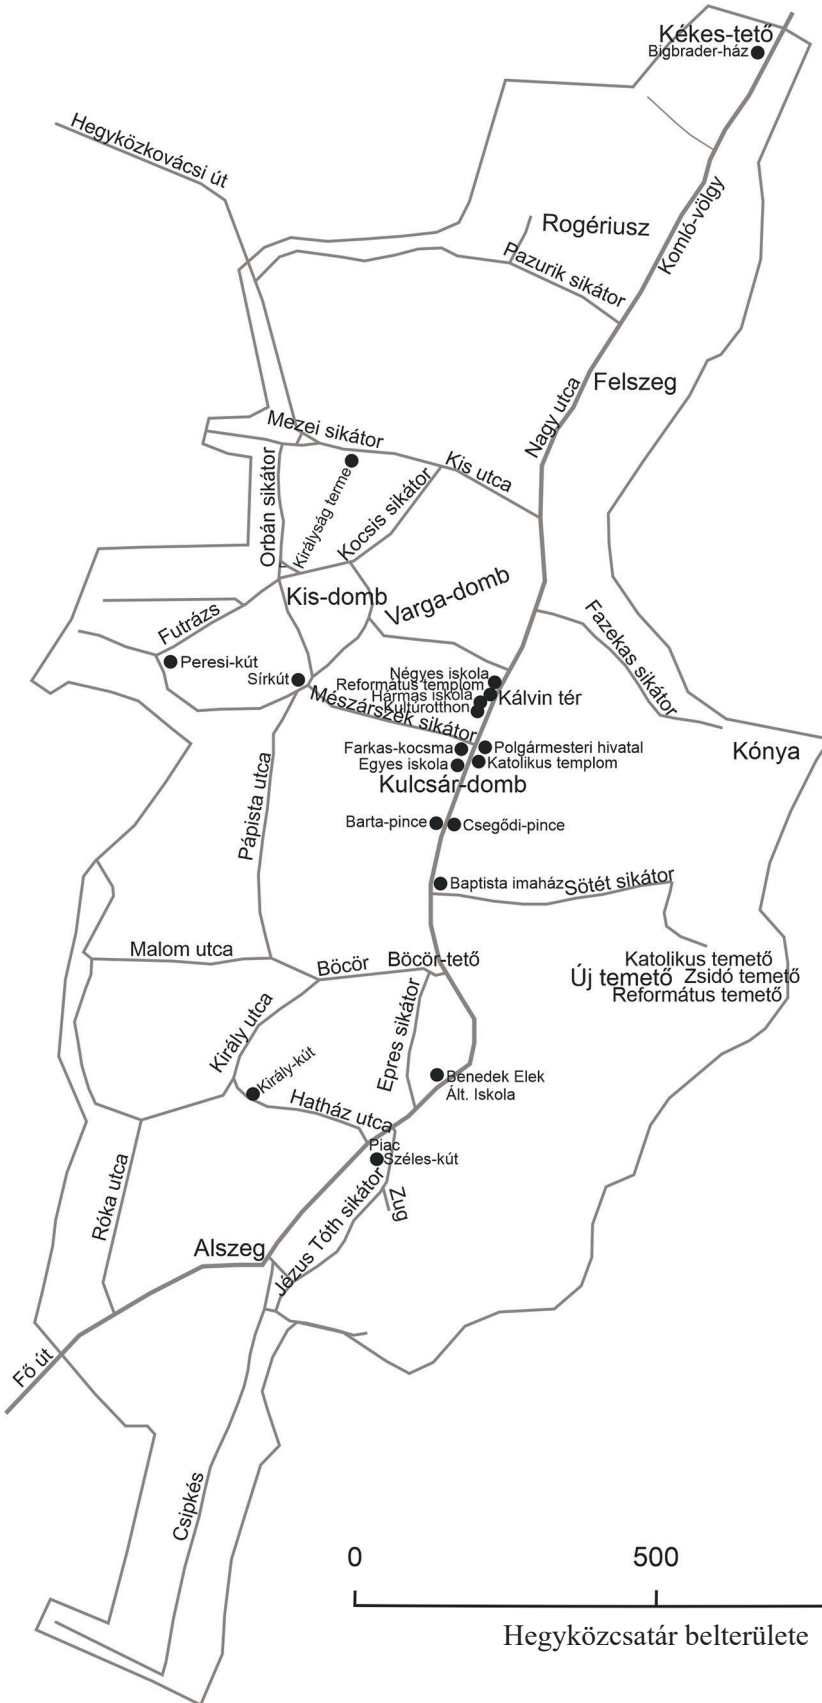 Kékes-tető
Bigbrader-ház
Hegyközkovácsi út
Komló-völgy
Rogériusz
Pazurik sikátor
Felszeg
Nagy utca
Mezei sikátor
Kis utca
Orbán sikátor
Királyság terme
Kocsis sikátor
Kis-domb
Varga-domb
Futrázs
Fazekas sikátor
Peresi-kút
Sírkút
Négyes iskola
Református templom
Hármas iskola
Kultúrotthon
Kálvin tér
Mészárszék sikátor
Farkas-kocsma
Polgármesteri hivatal
Egyes iskola
Katolikus templom
Kónya
Kulcsár-domb
Pápista utca
Barta-pince
Csegődi-pince
Baptista imaház
Sötét sikátor
Malom utca
Böcör
Böcör-tető
Katolikus temető
Új temető
Zsidó temető
Református temető
Király utca
Epres sikátor
Király-kút
Benedek Elek
Ált. Iskola
Hatház utca
Piac
Széles-kút
Róka utca
Zug
Jézus Tóth sikátor
Alszeg
Fő út
Csipkés
0
500
Hegyközcsatár belterülete